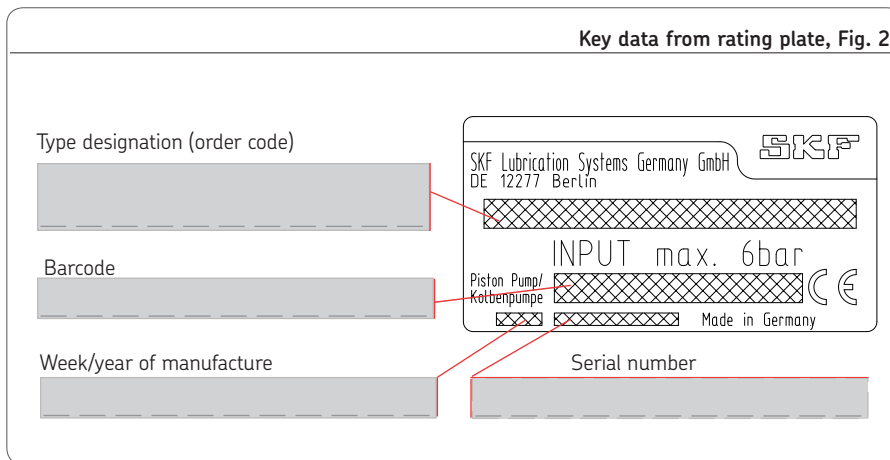 Key data from rating plate, Fig. 2
Type designation (order code)
SKF
SKF Lubrication Systems Germany GmbH
DE 12277 Berlin
INPUT max. 6bar
Barcode
Piston Pump/
Kolbenpumpe
CE
Made in Germany
Week/year of manufacture
Serial number